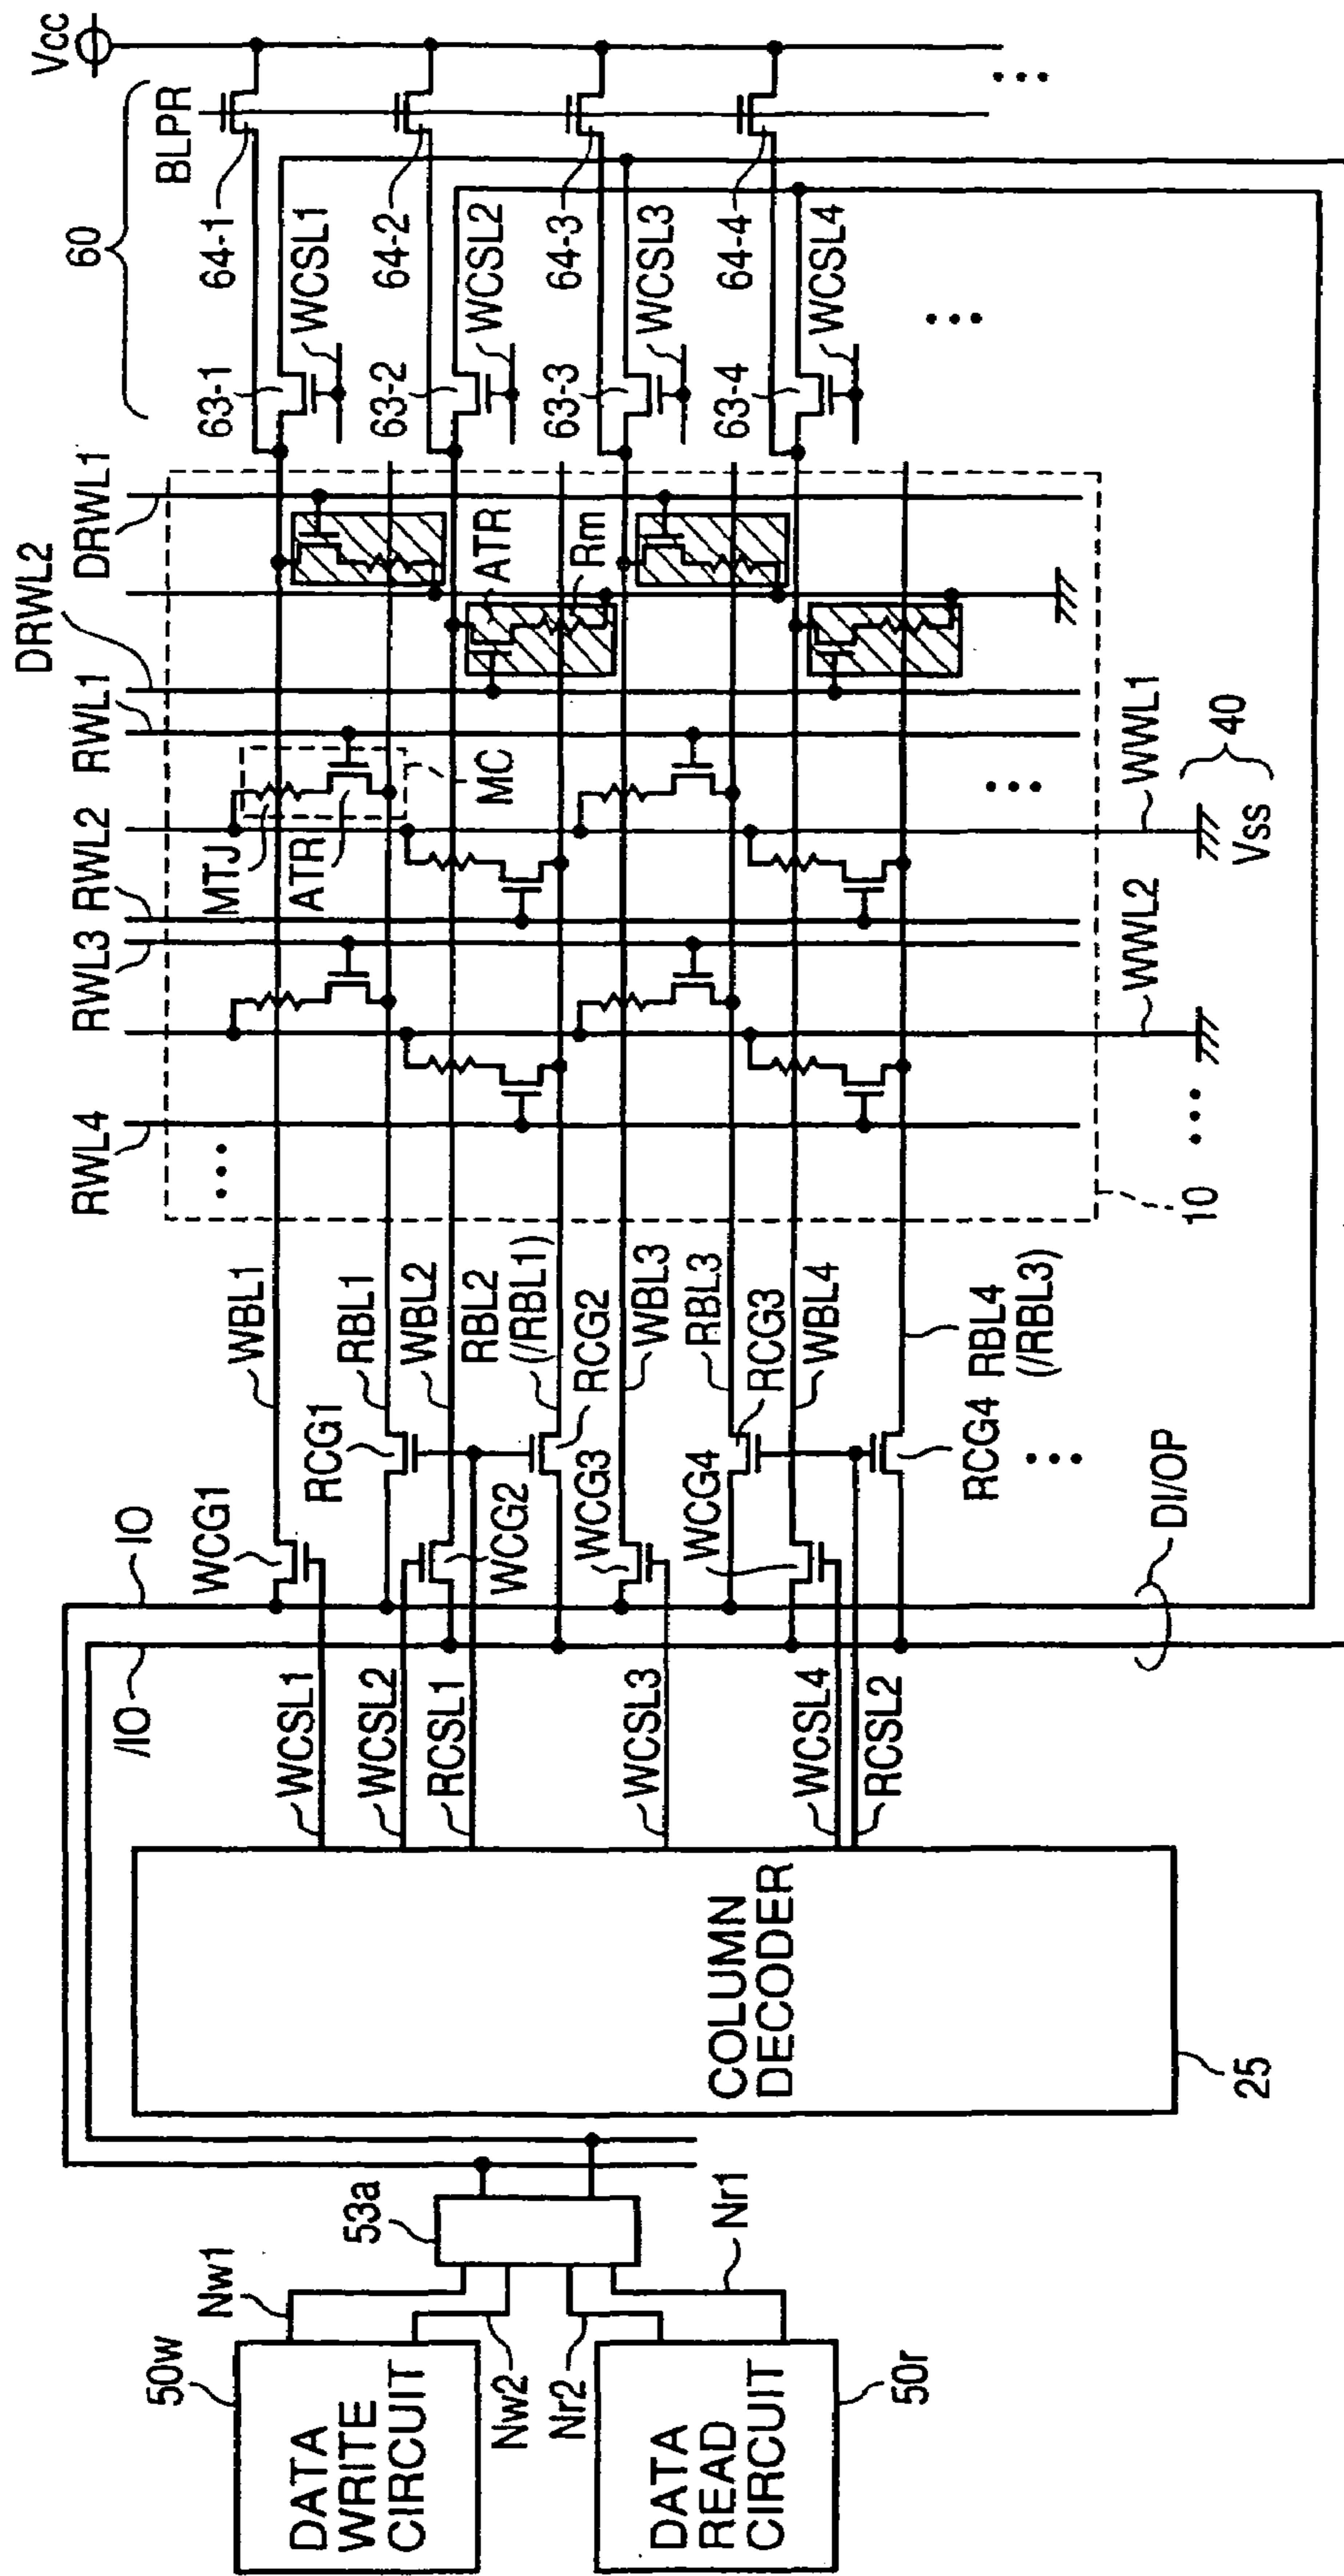 DATA
WRITE
CIRCUIT
50w
DATA
READ
CIRCUIT
50r
Nw1
Nw2
Nr2
Nr1
53a
COLUMN
DECODER
25
/IO
IO
WCSL1
WCSL2
RCSL1
WCSL3
WCSL4
RCSL2
DI/OP
WCG1
RCG1
WCG2
RCG2
WCG3
WCG4
RCG3
RCG4
WBL1
RBL1
WBL2
RBL2
(/RBL1)
WBL3
RBL3
WBL4
RBL4
(/RBL3)
10
RWL4
RWL3
RWL2
RWL1
DRWL2
DRWL1
MTJ
ATR
MC
ATR
Rm
WWL2
WWL1
40
Vss
60
63-1
WCSL1
63-2
WCSL2
63-3
WCSL3
63-4
WCSL4
64-1
64-2
64-3
64-4
BLPR
Vcc